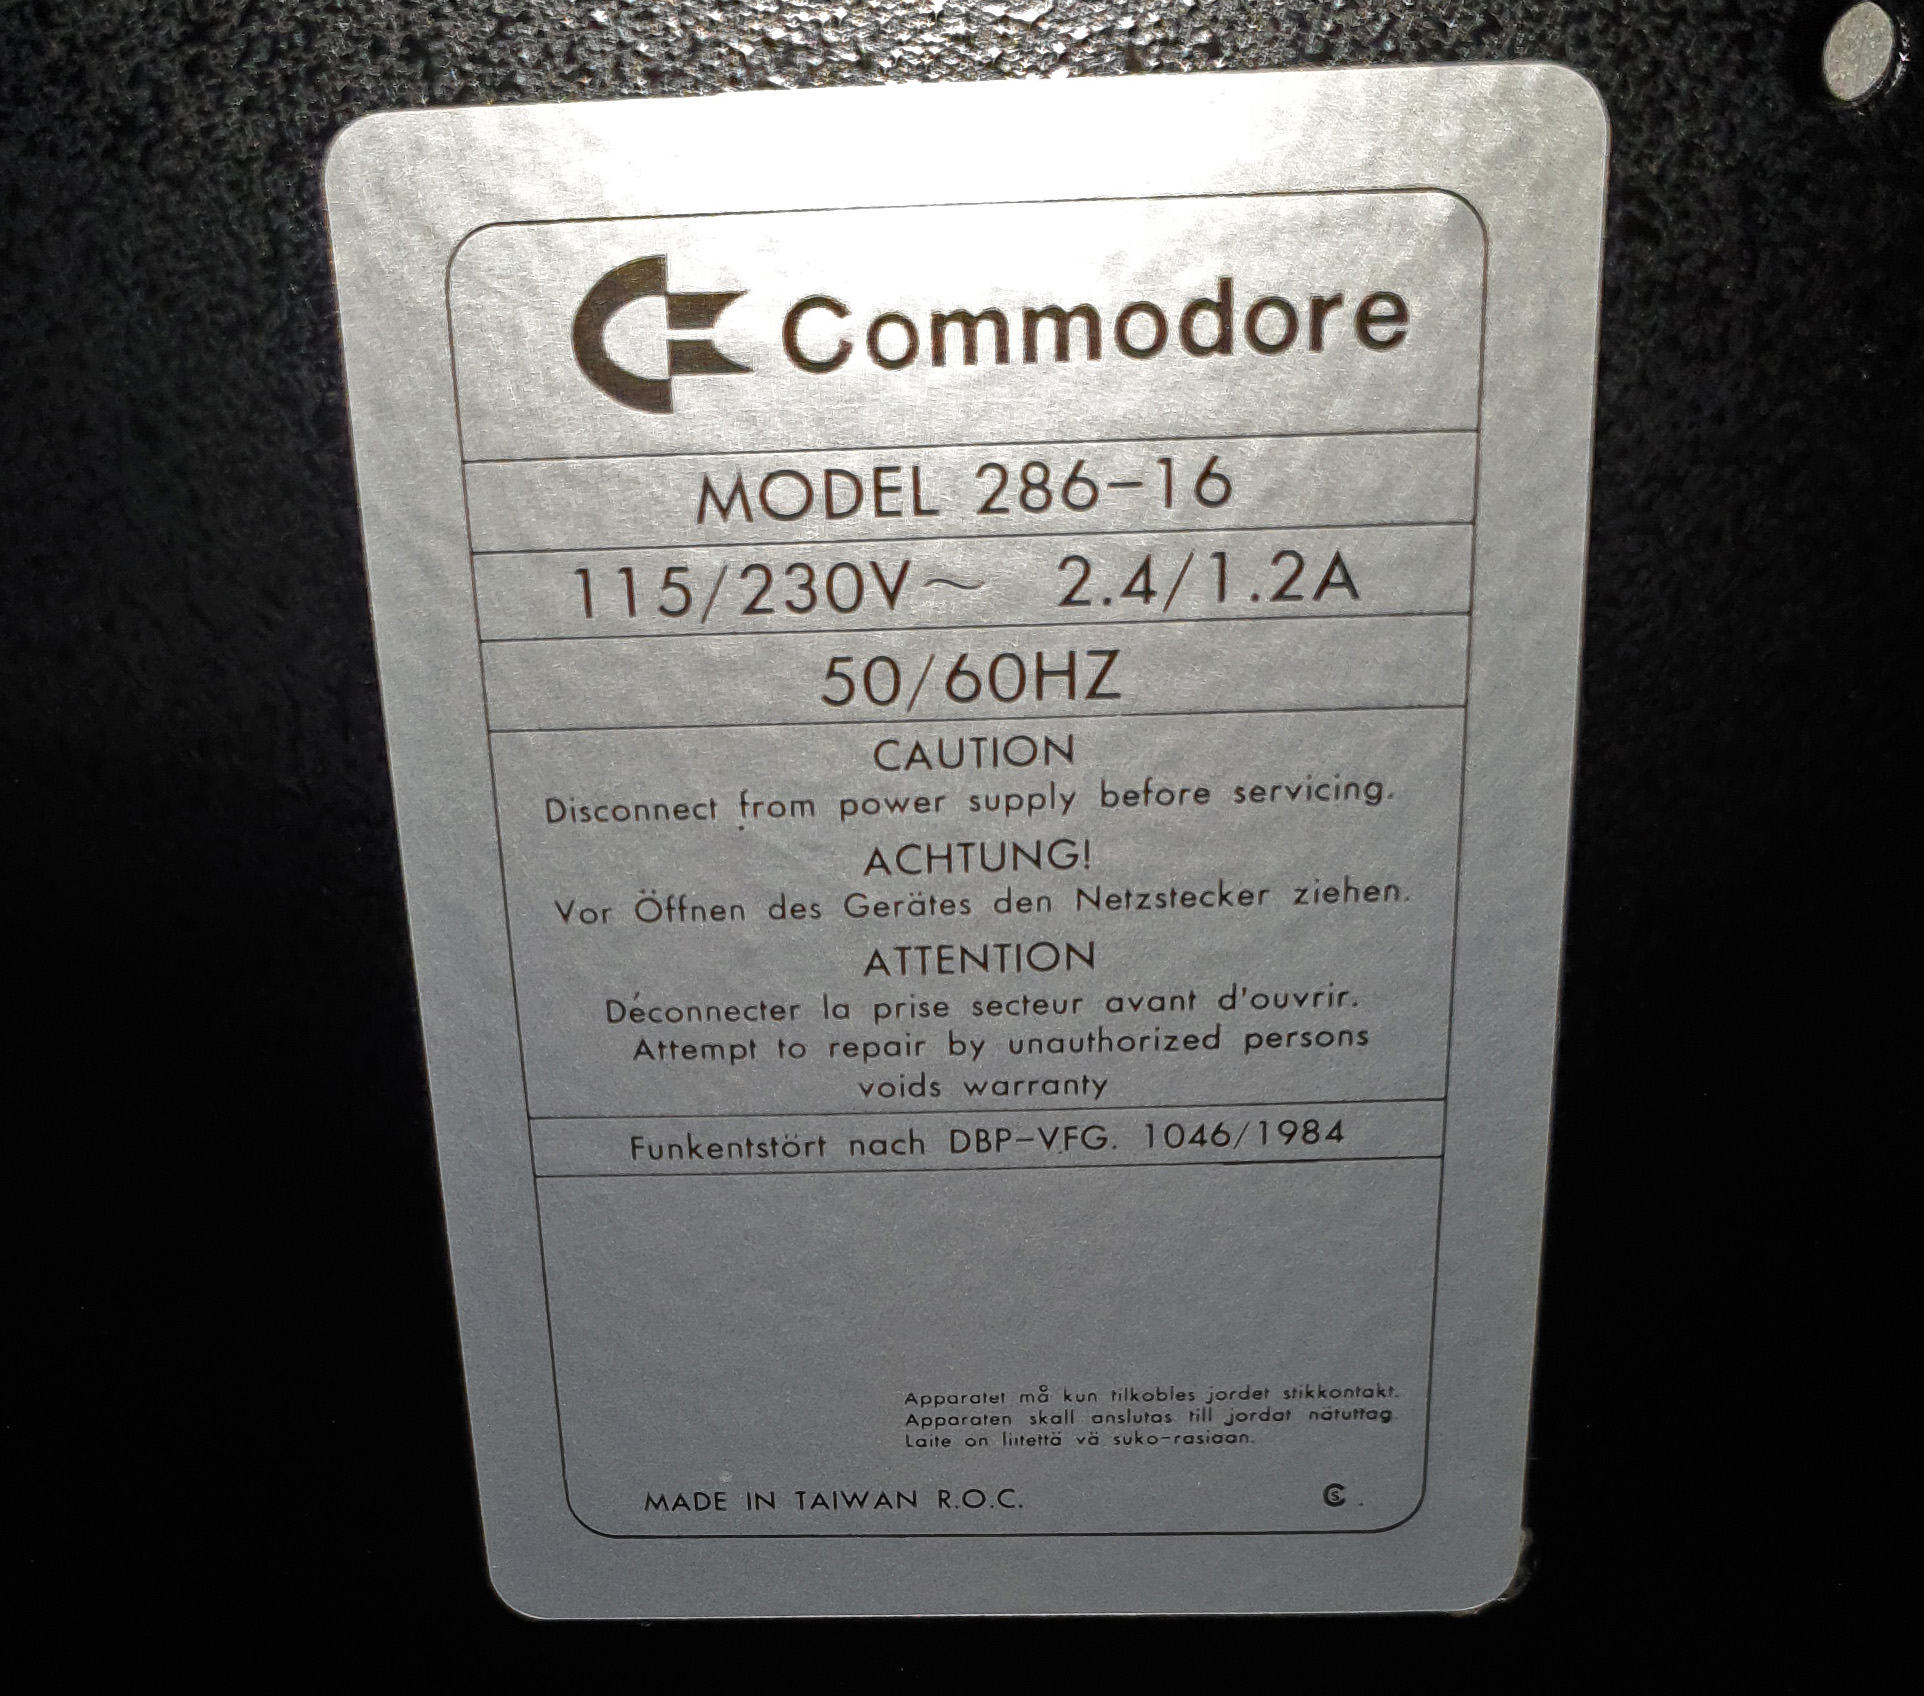 Commodore
MODEL 286-16
115/230V~ 2.4/1.2A
50/60HZ
CAUTION
Disconnect from power supply before servicing.
ACHTUNG!
Vor Öffnen des Gerätes den Netzstecker ziehen.
ATTENTION
Déconnecter la prise secteur avant d'ouvrir.
Attempt to repair by unauthorized persons
voids warranty
Funkentstört nach DBP-VFG. 1046/1984
Apparatet må kun tilkobles jordet stikkontakt.
Apparaten skall anslutas till jordat nätuttag.
Laite on liitettä vä suko-rasiaan.
MADE IN TAIWAN R.O.C.